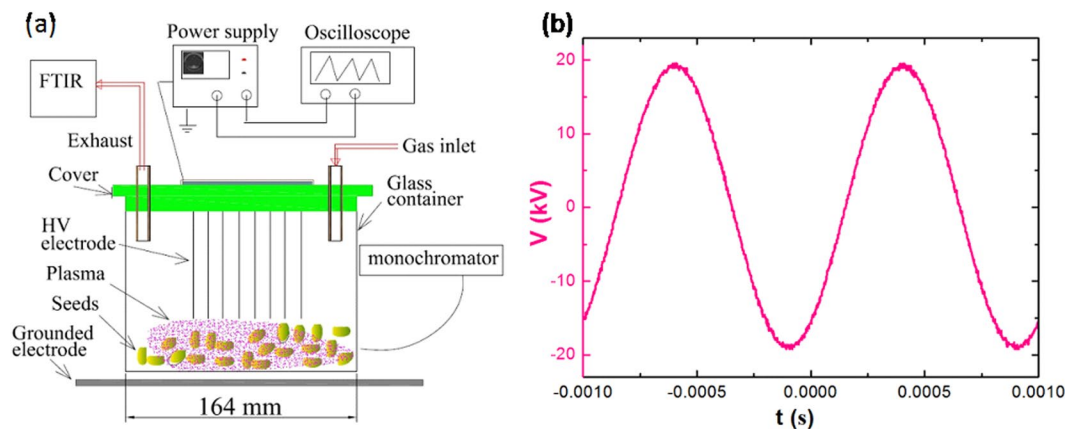 (a)
Power supply
Oscilloscope
FTIR
Exhaust
Gas inlet
Cover
Glass
container
HV
electrode
monochromator
Plasma
Seeds
Grounded
electrode
164 mm
(b)
V (kV)
20
10
0
-10
-20
-0.0010
-0.0005
0.0000
0.0005
0.0010
t (s)